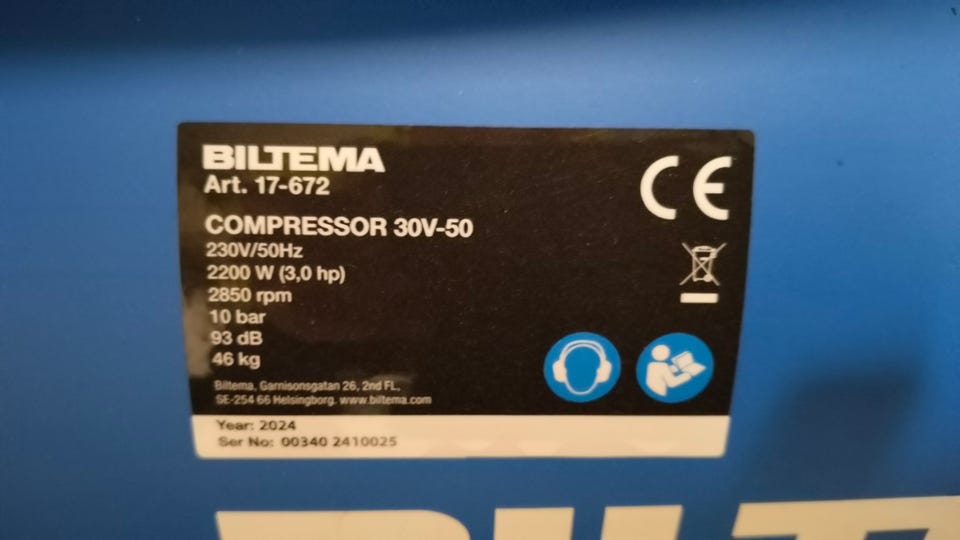 BILTEMA
Art. 17-672
COMPRESSOR 30V-50
230V/50Hz
2200 W (3,0 hp)
2850 rpm
10 bar
93 dB
46 kg
Biltema, Garnisonsgatan 26, 2nd FL,
SE-254 66 Helsingborg. www.biltema.com
CE
Year: 2024
Ser No: 00340 2410025